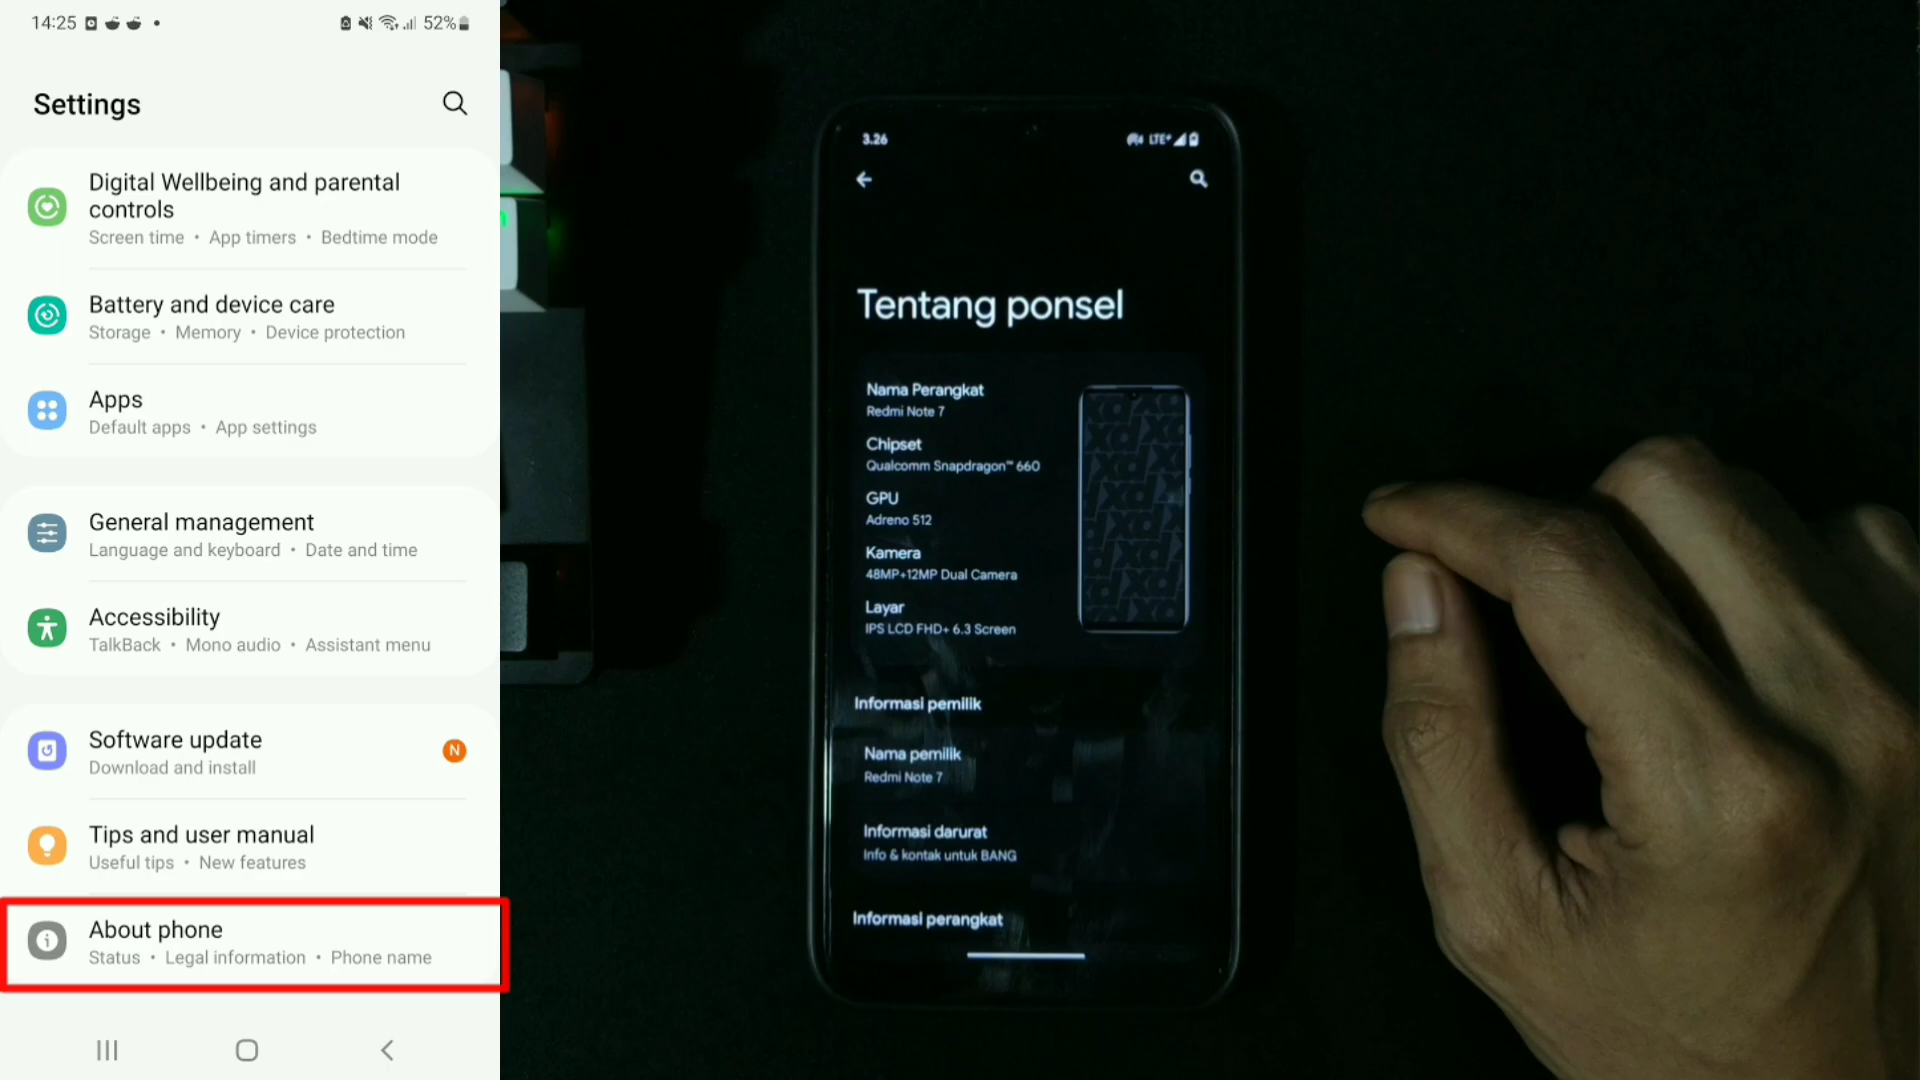 14:25
52%
Settings
Digital Wellbeing and parental
controls
Screen time • App timers • Bedtime mode
Battery and device care
Storage • Memory • Device protection
Apps
Default apps • App settings
General management
Language and keyboard • Date and time
Accessibility
TalkBack • Mono audio • Assistant menu
Software update
N
Download and install
Tips and user manual
Useful tips • New features
About phone
Status • Legal information • Phone name
3.26
LTE+
Tentang ponsel
Nama Perangkat
Redmi Note 7
Chipset
Qualcomm Snapdragon™ 660
GPU
Adreno 512
Kamera
48MP+12MP Dual Camera
Layar
IPS LCD FHD+ 6.3 Screen
Informasi pemilik
Nama pemilik
Redmi Note 7
Informasi darurat
Info & kontak untuk BANG
Informasi perangkat